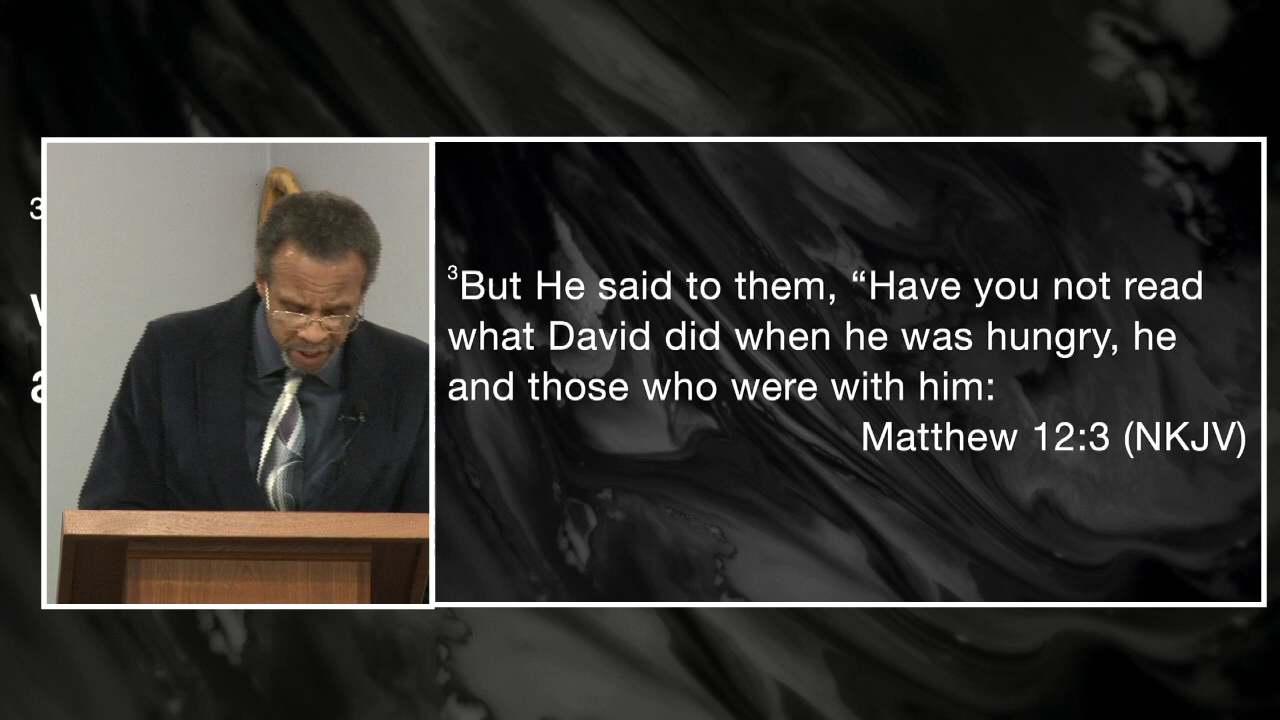 ³But He said to them, “Have you not read
what David did when he was hungry, he
and those who were with him:
Matthew 12:3 (NKJV)
3